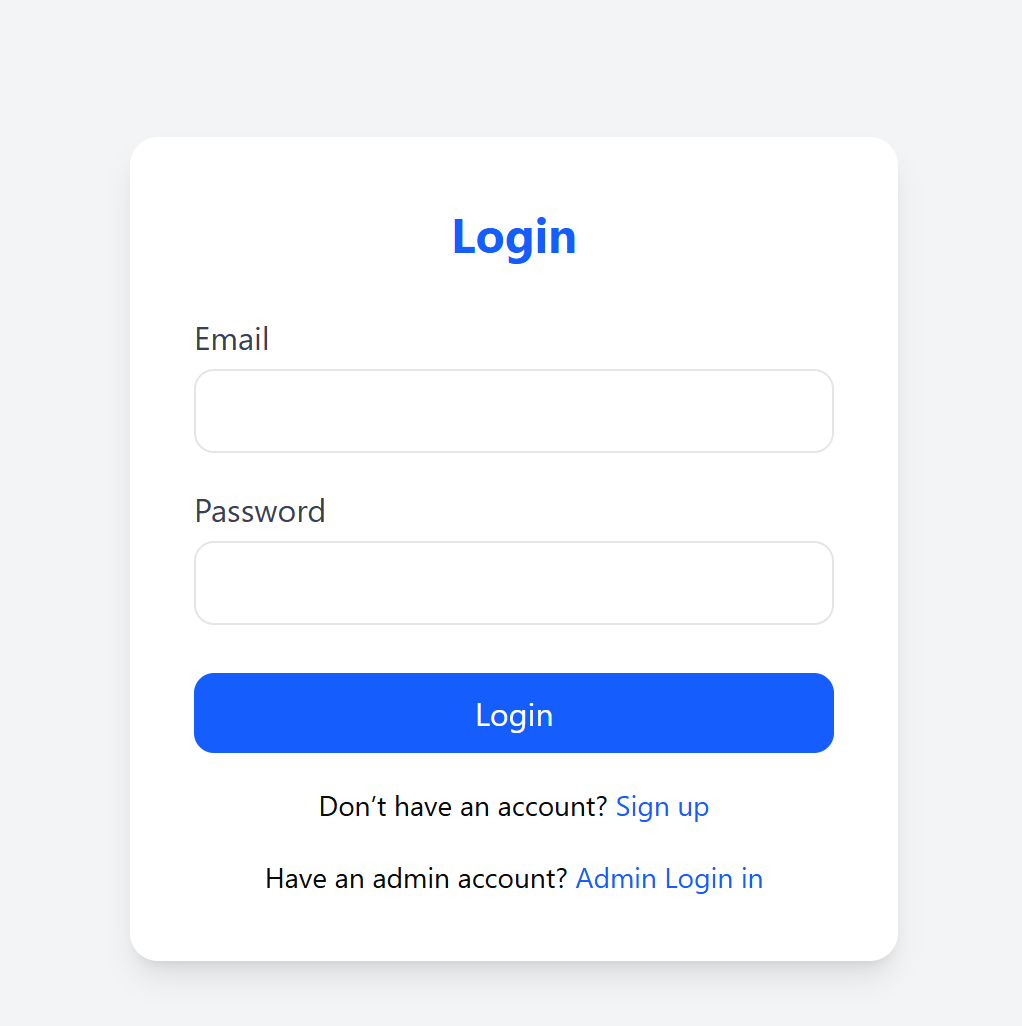 Login
Email
Password
Login
Don’t have an account? Sign up
Have an admin account? Admin Login in